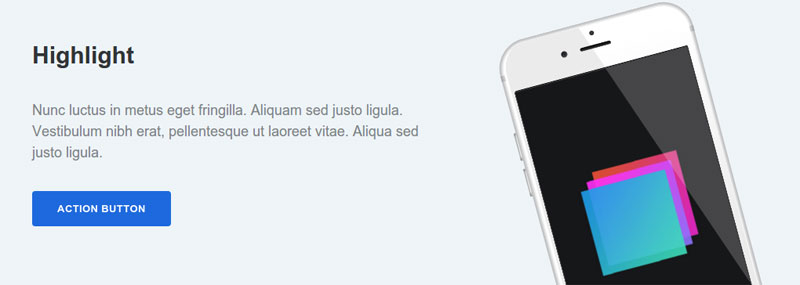 Highlight
Nunc luctus in metus eget fringilla. Aliquam sed justo ligula.
Vestibulum nibh erat, pellentesque ut laoreet vitae. Aliqua sed
justo ligula.
ACTION BUTTON